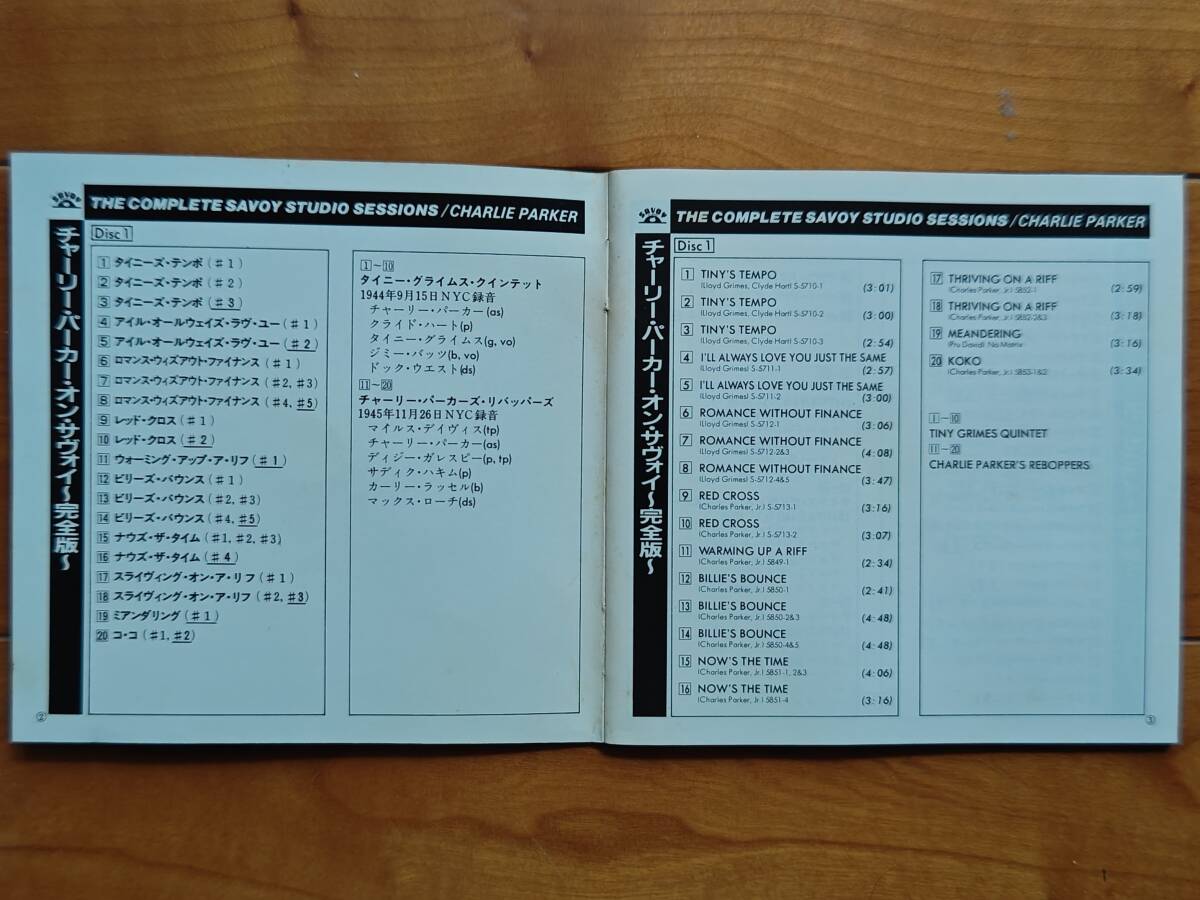 SAVOY
THE COMPLETE SAVOY STUDIO SESSIONS/CHARLIE PARKER
チャーリー・パーカー・オン・サヴォイ〜完全版〜
Disc 1
1 タイニーズ・テンポ(♯1)
2 タイニーズ・テンポ(♯2)
3 タイニーズ・テンポ(♯3)
4 アイル・オールウェイズ・ラヴ・ユー(♯1)
5 アイル・オールウェイズ・ラヴ・ユー(♯2)
6 ロマンス・ウィズアウト・ファイナンス(♯1)
7 ロマンス・ウィズアウト・ファイナンス(♯2, ♯3)
8 ロマンス・ウィズアウト・ファイナンス(♯4, ♯5)
9 レッド・クロス(♯1)
10 レッド・クロス(♯2)
11 ウォーミング・アップ・ア・リフ(♯1)
12 ビリーズ・バウンス(♯1)
13 ビリーズ・バウンス(♯2, ♯3)
14 ビリーズ・バウンス(♯4, ♯5)
15 ナウズ・ザ・タイム(♯1, ♯2, ♯3)
16 ナウズ・ザ・タイム(♯4)
17 スライヴィング・オン・ア・リフ(♯1)
18 スライヴィング・オン・ア・リフ(♯2, ♯3)
19 ミアンダリング(♯1)
20 コ・コ(♯1, ♯2)
1〜10
タイニー・グライムス・クインテット
1944年9月15日NYC録音
チャーリー・パーカー(as)
クライド・ハート(p)
タイニー・グライムス(g, vo)
ジミー・バッツ(b, vo)
ドック・ウエスト(ds)
11〜20
チャーリー・パーカーズ・リバッパーズ
1945年11月26日NYC録音
マイルス・デイヴィス(tp)
チャーリー・パーカー(as)
ディジー・ガレスピー(p, tp)
サディク・ハキム(p)
カーリー・ラッセル(b)
マックス・ローチ(ds)
②
SAVOY
THE COMPLETE SAVOY STUDIO SESSIONS/CHARLIE PARKER
チャーリー・パーカー・オン・サヴォイ〜完全版〜
Disc 1
1 TINY'S TEMPO
(Lloyd Grimes, Clyde Hart) S-5710-1 (3:01)
2 TINY'S TEMPO
(Lloyd Grimes, Clyde Hart) S-5710-2 (3:00)
3 TINY'S TEMPO
(Lloyd Grimes, Clyde Hart) S-5710-3 (2:54)
4 I'LL ALWAYS LOVE YOU JUST THE SAME
(Lloyd Grimes) S-5711-1 (2:57)
5 I'LL ALWAYS LOVE YOU JUST THE SAME
(Lloyd Grimes) S-5711-2 (3:00)
6 ROMANCE WITHOUT FINANCE
(Lloyd Grimes) S-5712-1 (3:06)
7 ROMANCE WITHOUT FINANCE
(Lloyd Grimes) S-5712-2&3 (4:08)
8 ROMANCE WITHOUT FINANCE
(Lloyd Grimes) S-5712-4&5 (3:47)
9 RED CROSS
(Charles Parker, Jr.) S-5713-1 (3:16)
10 RED CROSS
(Charles Parker, Jr.) S-5713-2 (3:07)
11 WARMING UP A RIFF
(Charles Parker, Jr.) 5849-1 (2:34)
12 BILLIE'S BOUNCE
(Charles Parker, Jr.) 5850-1 (2:41)
13 BILLIE'S BOUNCE
(Charles Parker, Jr.) 5850-2&3 (4:48)
14 BILLIE'S BOUNCE
(Charles Parker, Jr.) 5850-4&5 (4:48)
15 NOW'S THE TIME
(Charles Parker, Jr.) 5851-1, 2&3 (4:06)
16 NOW'S THE TIME
(Charles Parker, Jr.) 5851-4 (3:16)
17 THRIVING ON A RIFF
(Charles Parker, Jr.) 5852-1 (2:59)
18 THRIVING ON A RIFF
(Charles Parker, Jr.) 5852-2&3 (3:18)
19 MEANDERING
(Pru David) No Matrix (3:16)
20 KOKO
(Charles Parker, Jr.) 5853-1&2 (3:34)
1〜10
TINY GRIMES QUINTET
11〜20
CHARLIE PARKER'S REBOPPERS
③